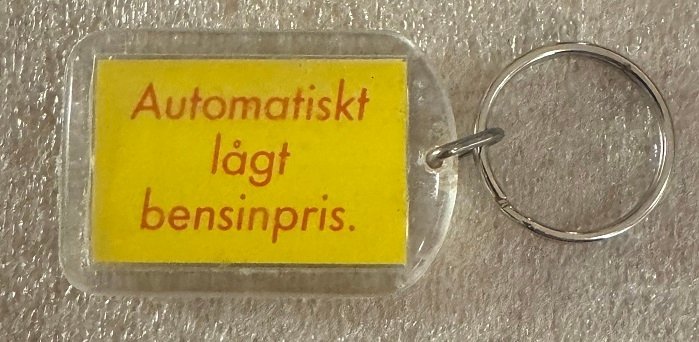 Automatiskt
lågt
bensinpris.